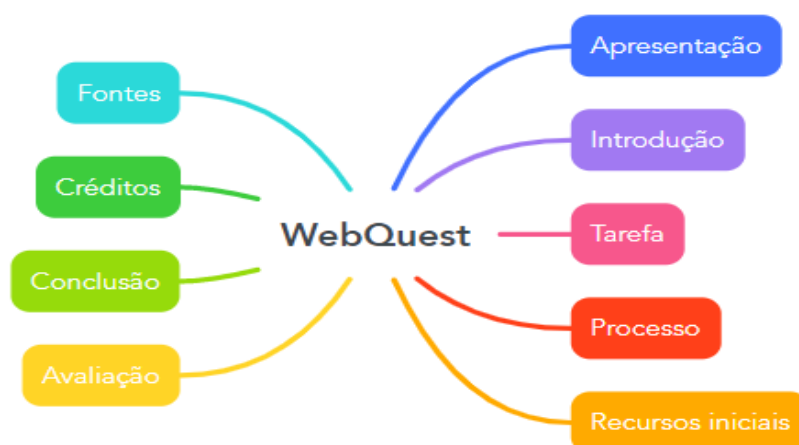 WebQuest
Apresentação
Introdução
Tarefa
Processo
Recursos iniciais
Avaliação
Conclusão
Créditos
Fontes